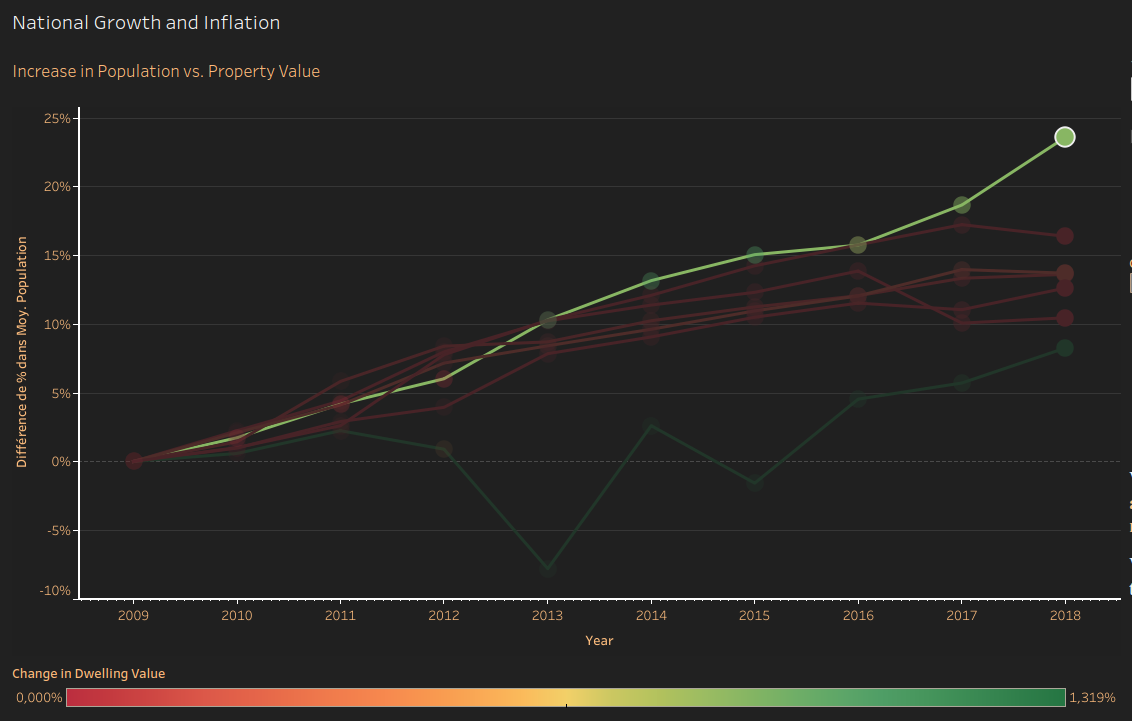 National Growth and Inflation
Increase in Population vs. Property Value
Différence de % dans Moy. Population
25%
20%
15%
10%
5%
0%
-5%
-10%
2009 2010 2011 2012 2013 2014 2015 2016 2017 2018
Year
Change in Dwelling Value
0,000% 1,319%